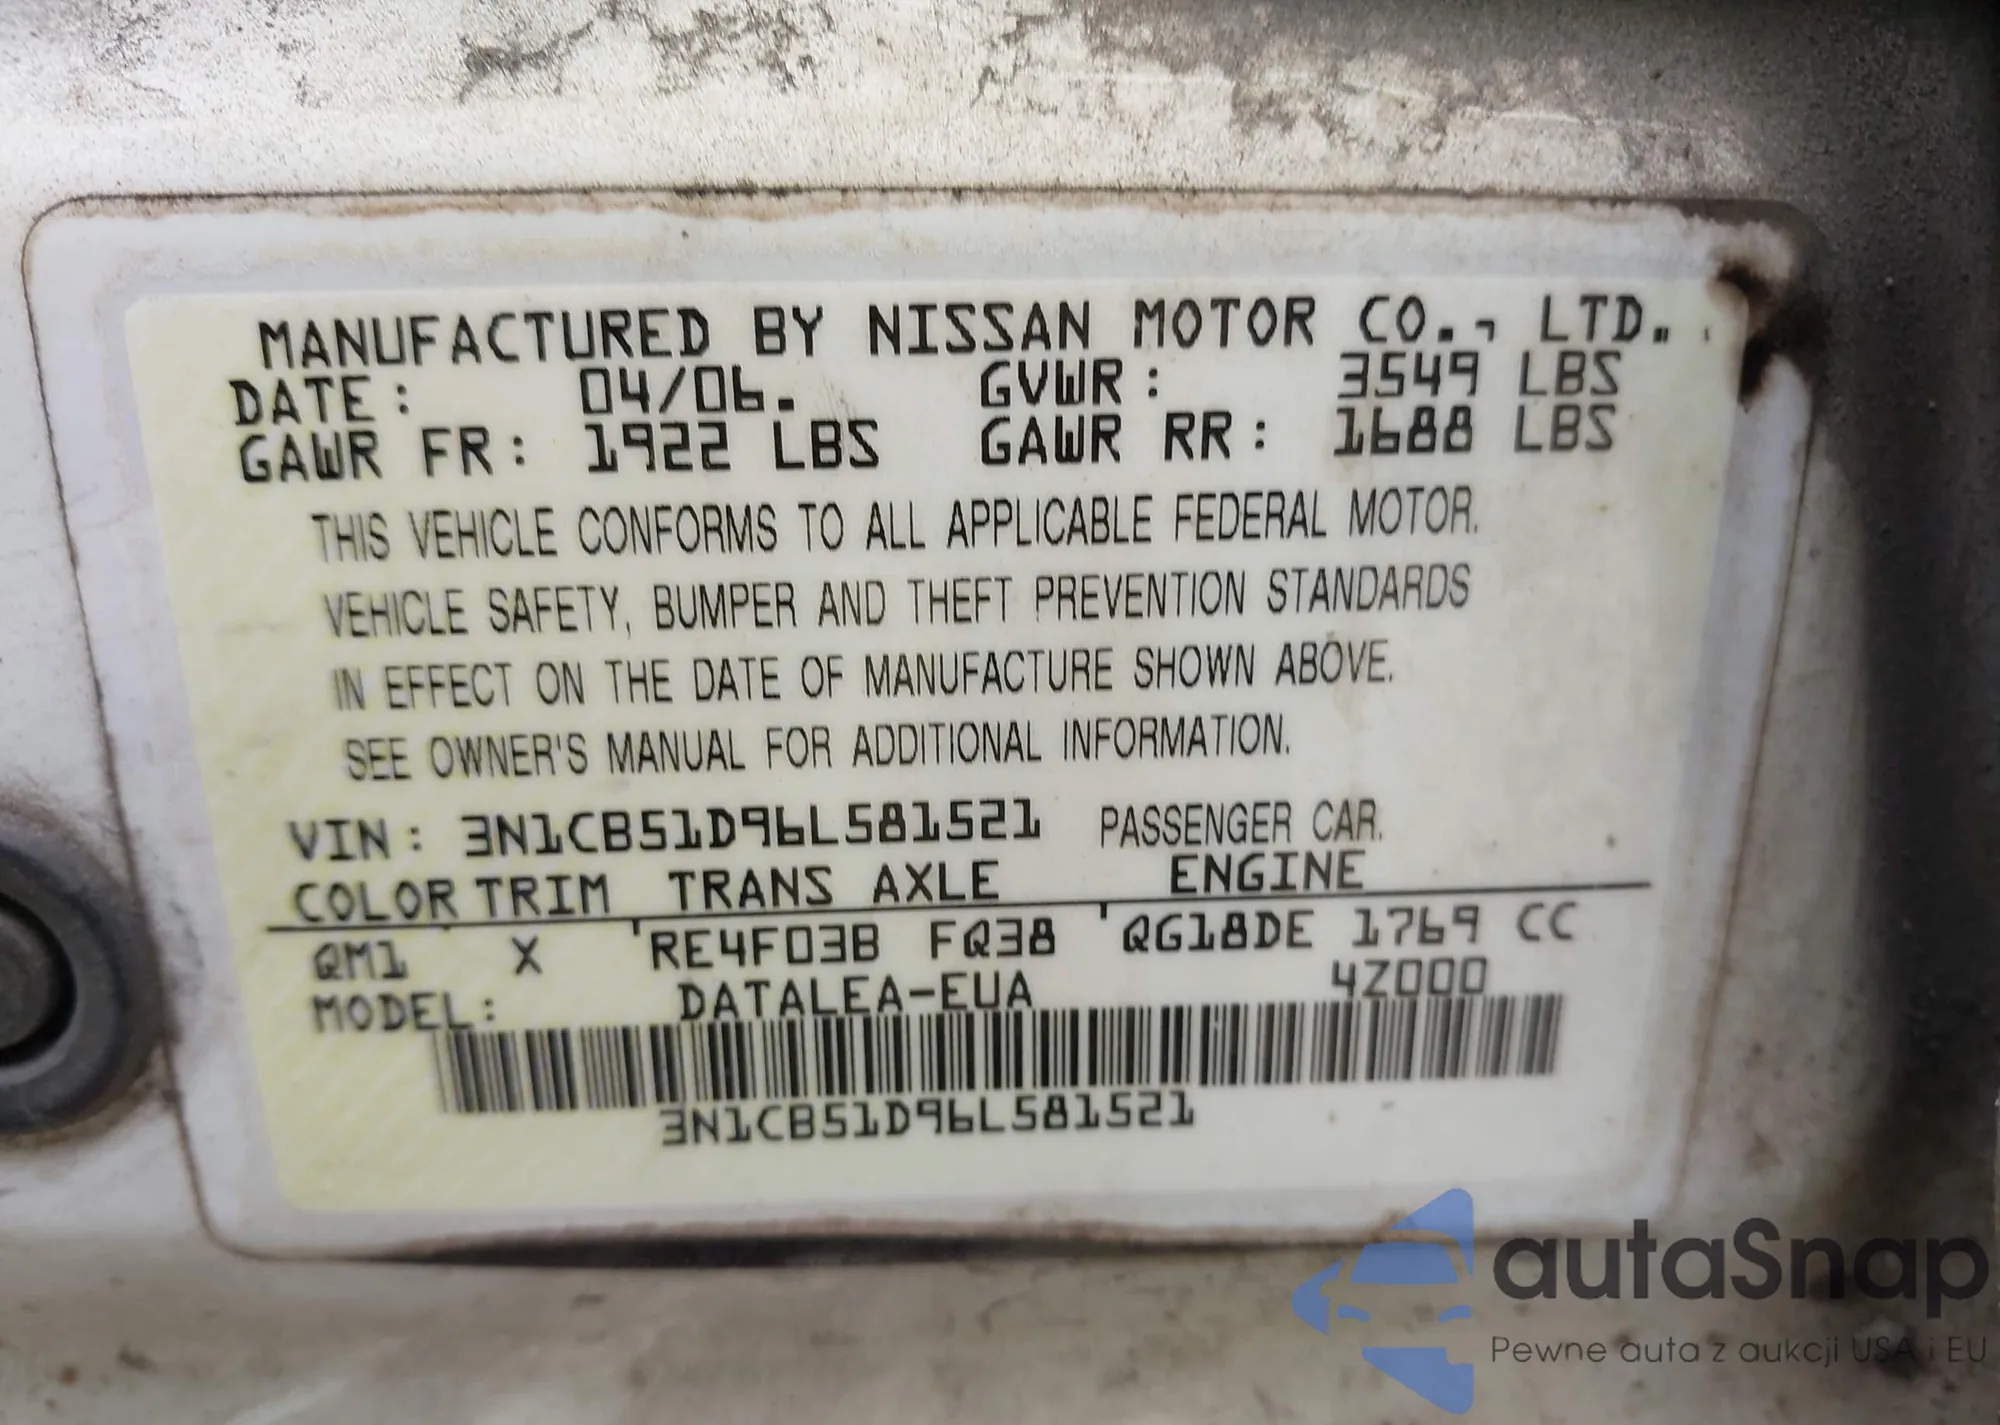 MANUFACTURED BY NISSAN MOTOR CO., LTD.
DATE: 04/06. GVWR: 3549 LBS
GAWR FR: 1922 LBS GAWR RR: 1688 LBS
THIS VEHICLE CONFORMS TO ALL APPLICABLE FEDERAL MOTOR.
VEHICLE SAFETY, BUMPER AND THEFT PREVENTION STANDARDS
IN EFFECT ON THE DATE OF MANUFACTURE SHOWN ABOVE.
SEE OWNER'S MANUAL FOR ADDITIONAL INFORMATION.
VIN: 3N1CB51D96L581521 PASSENGER CAR.
COLOR TRIM TRANS AXLE ENGINE
QM1 X RE4F03B FQ38 QG18DE 1769 CC
MODEL: DATALEA-EUA 4Z000
3N1CB51D96L581521
autaSnap
Pewne auta z aukcji USA i EU